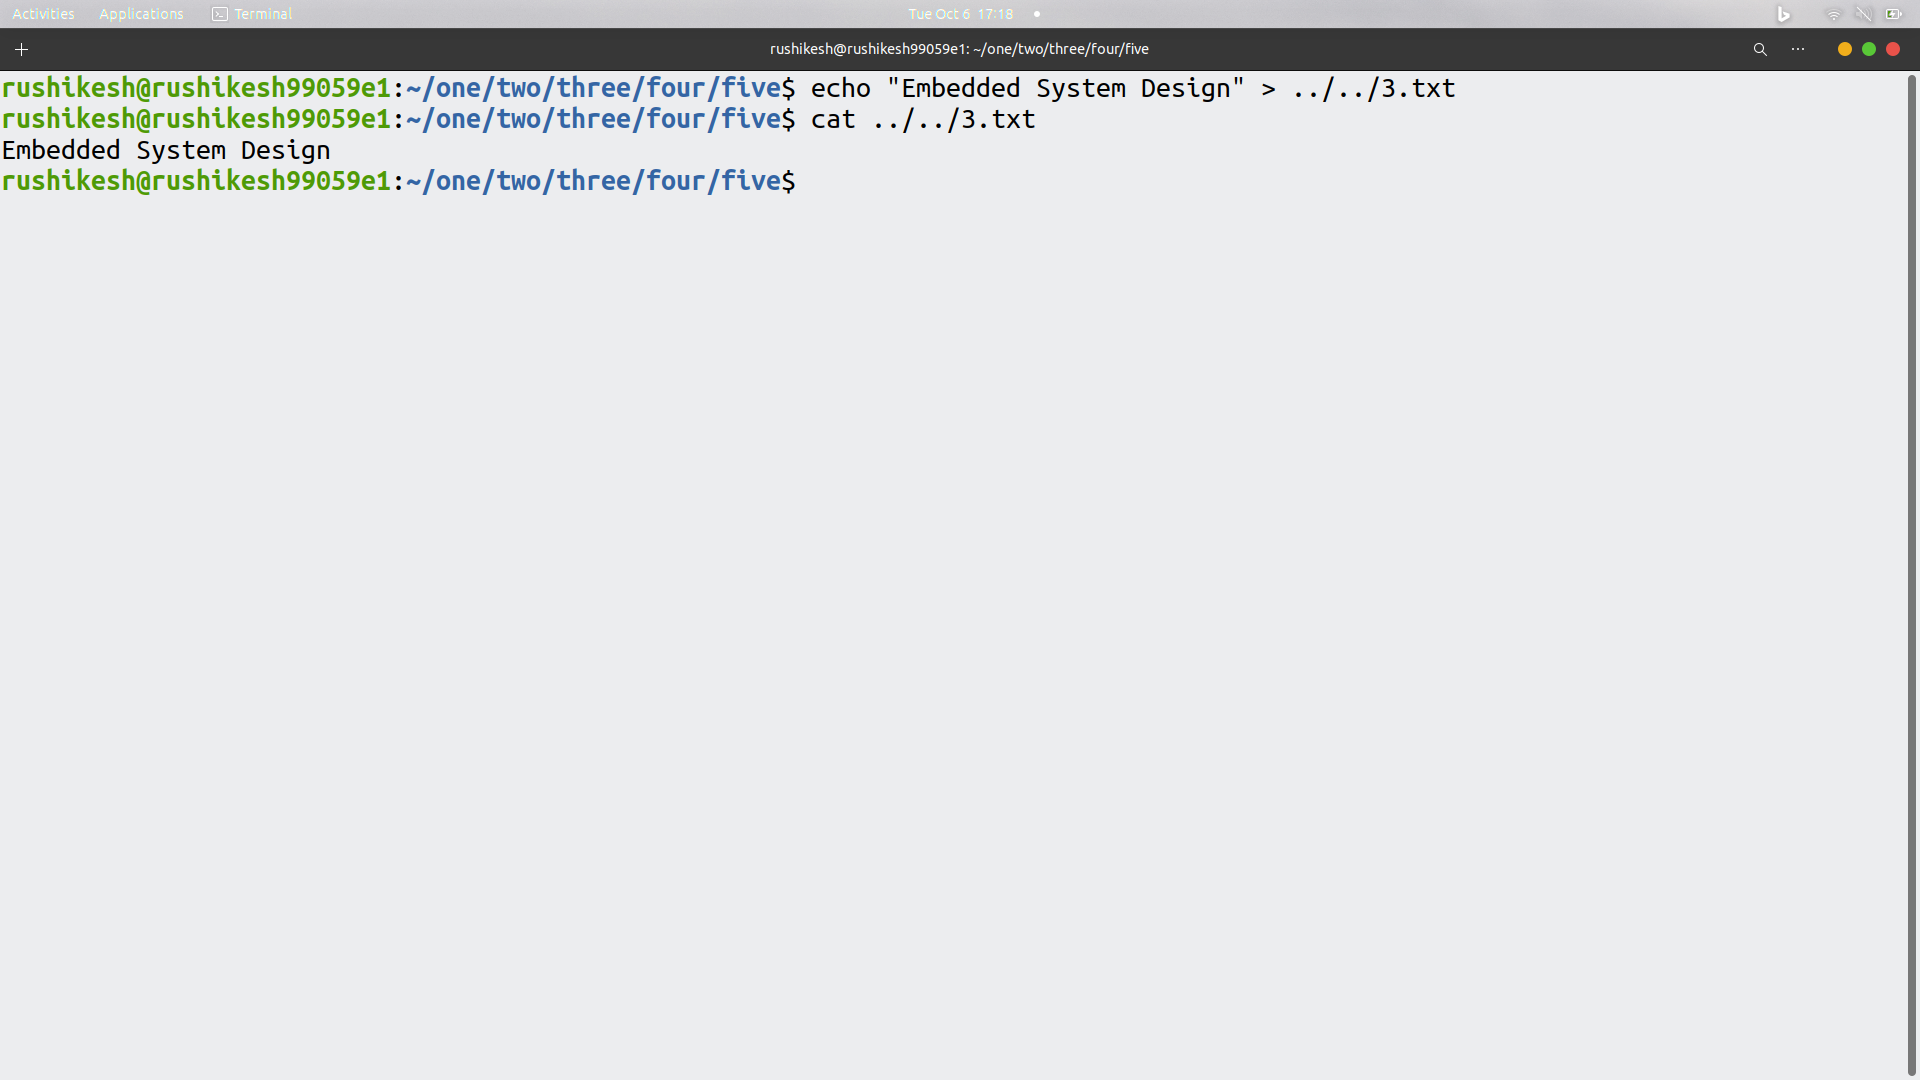 Activities Applications Terminal Tue Oct 6 17:18
rushikesh@rushikesh99059e1: ~/one/two/three/four/five
rushikesh@rushikesh99059e1:~/one/two/three/four/five$ echo "Embedded System Design" > ../../3.txt
rushikesh@rushikesh99059e1:~/one/two/three/four/five$ cat ../../3.txt
Embedded System Design
rushikesh@rushikesh99059e1:~/one/two/three/four/five$